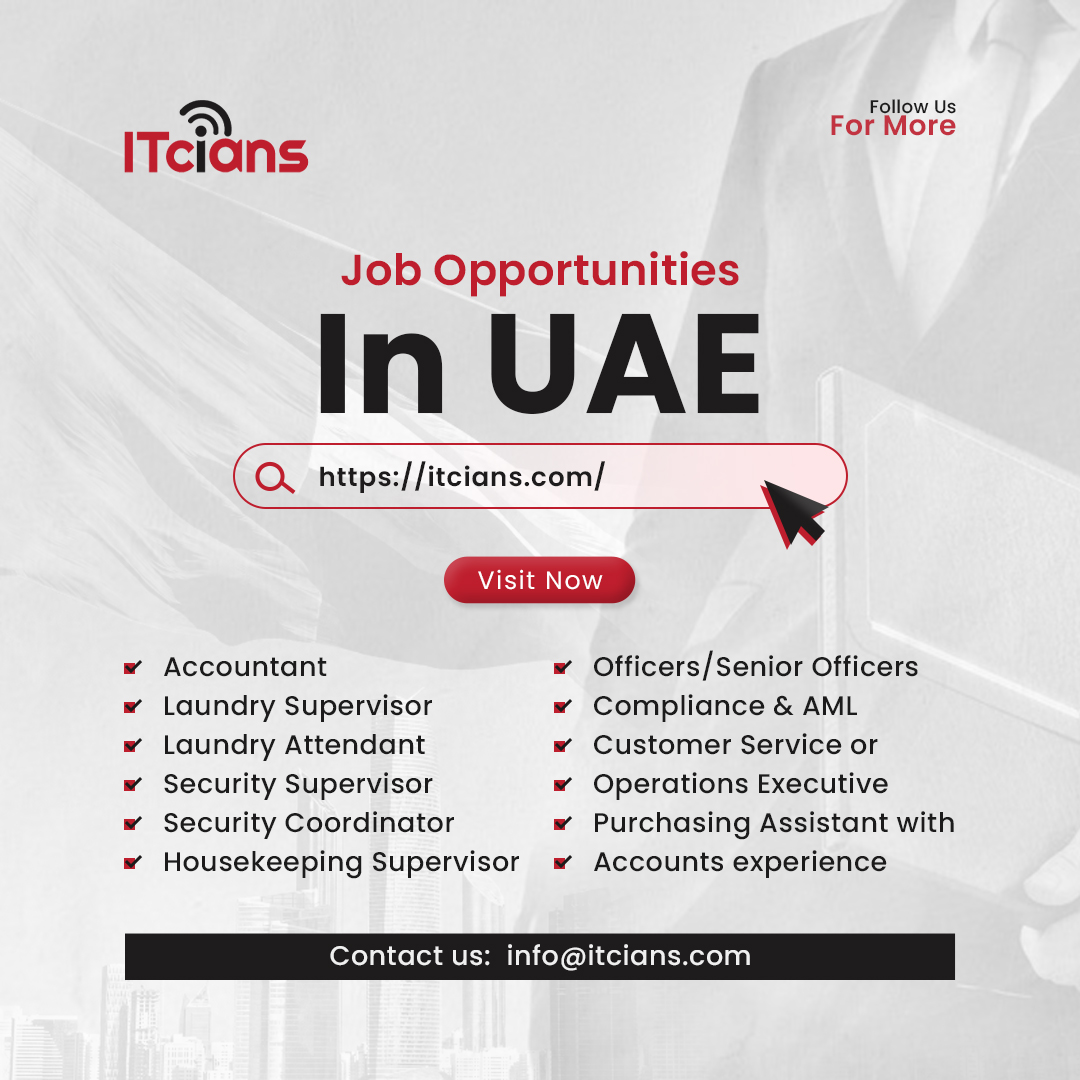 ITcians
Follow Us
For More
Job Opportunities
In UAE
https://itcians.com/
Visit Now
Accountant
Laundry Supervisor
Laundry Attendant
Security Supervisor
Security Coordinator
Housekeeping Supervisor
Officers/Senior Officers
Compliance & AML
Customer Service or
Operations Executive
Purchasing Assistant with
Accounts experience
Contact us: info@itcians.com